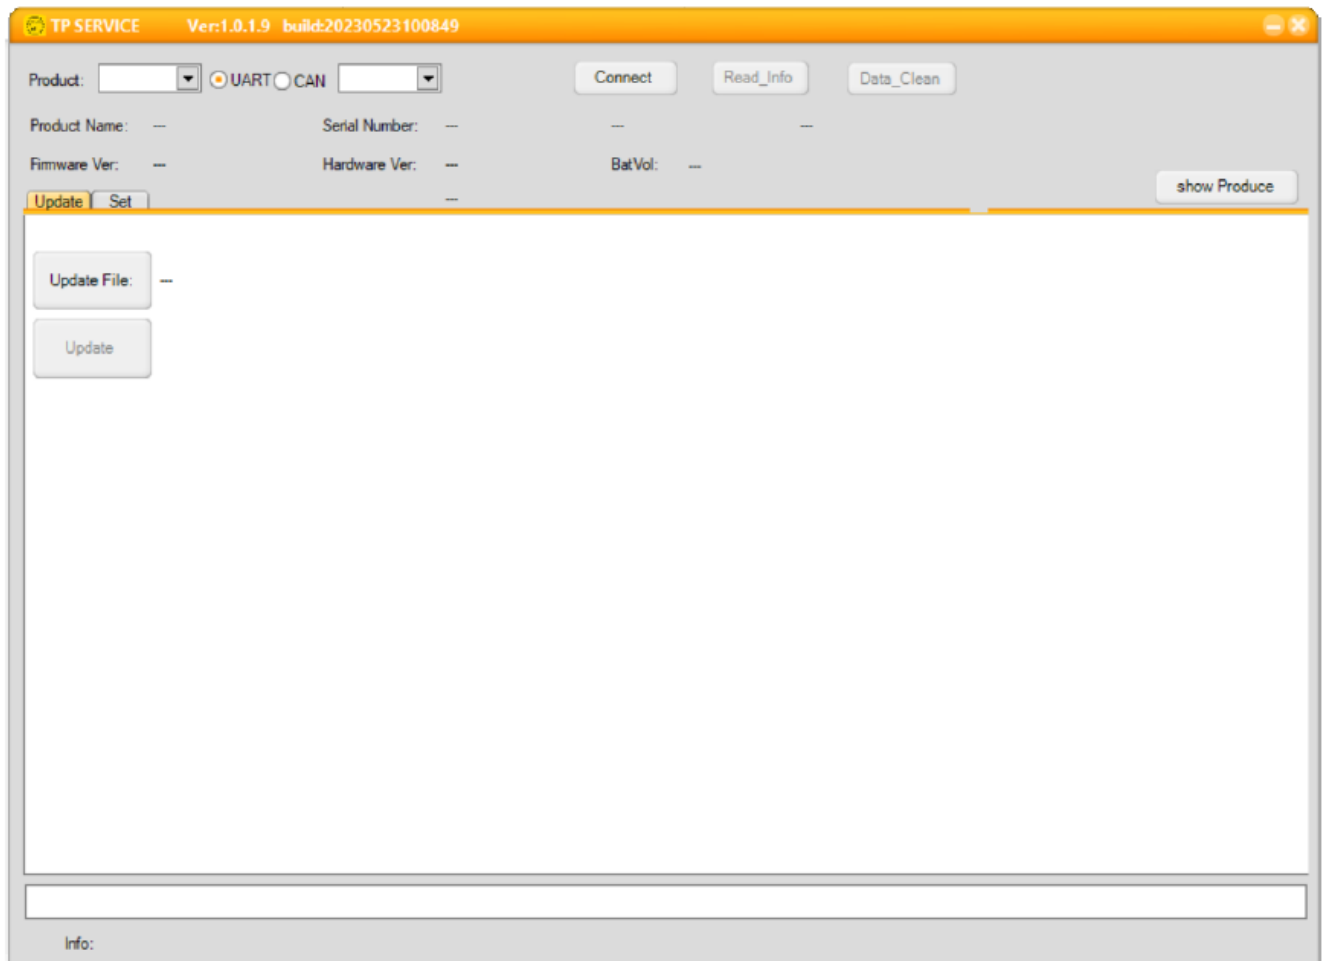 TP SERVICE Ver:1.0.1.9 build:20230523100849
Product: UART CAN Connect Read_Info Data_Clean
Product Name: --- Serial Number: --- --- ---
Firmware Ver: --- Hardware Ver: --- BatVol: ---
show Produce
Update Set ---
Update File: ---
Update
Info: